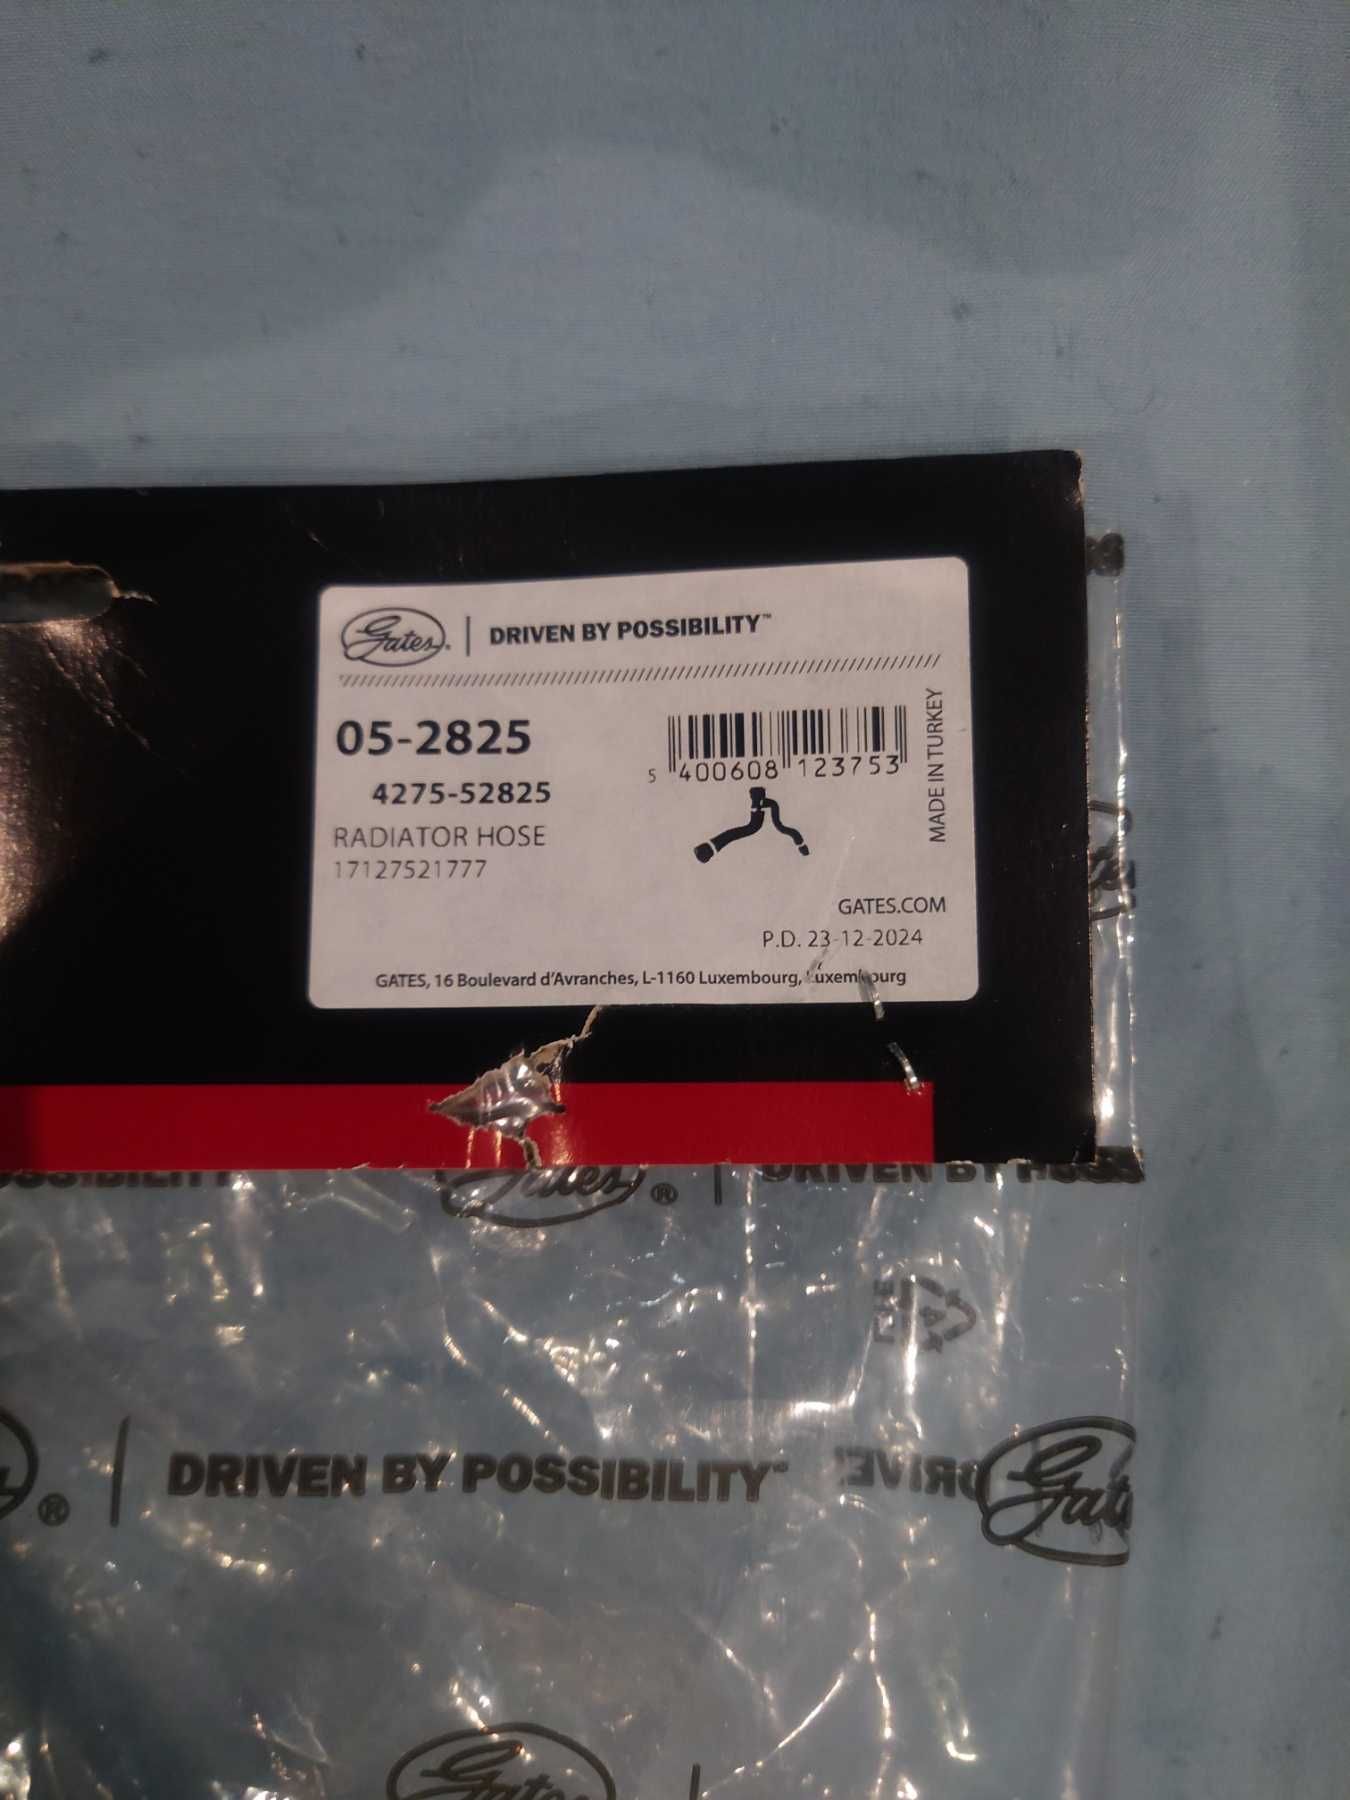 Gates® | DRIVEN BY POSSIBILITY™
05-2825
4275-52825
RADIATOR HOSE
17127521777
5 400608 123753
MADE IN TURKEY
GATES.COM
P.D. 23-12-2024
GATES, 16 Boulevard d'Avranches, L-1160 Luxembourg, Luxembourg
Gates® | DRIVEN BY
® | DRIVEN BY POSSIBILITY™
Gates
Gates